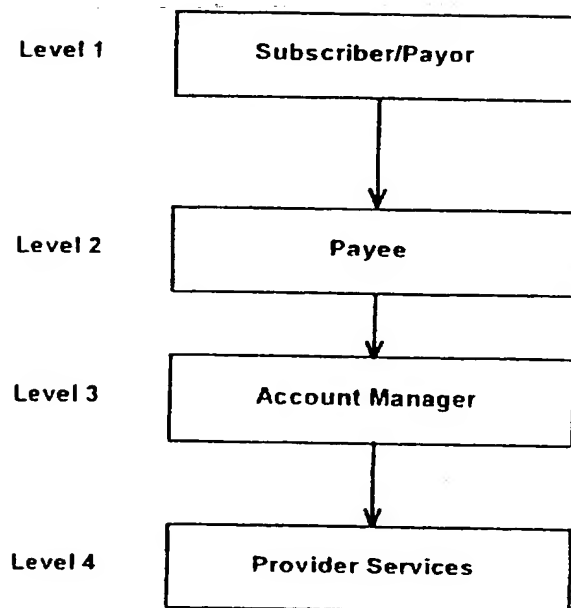 Level 1 Subscriber/Payor
Level 2 Payee
Level 3 Account Manager
Level 4 Provider Services